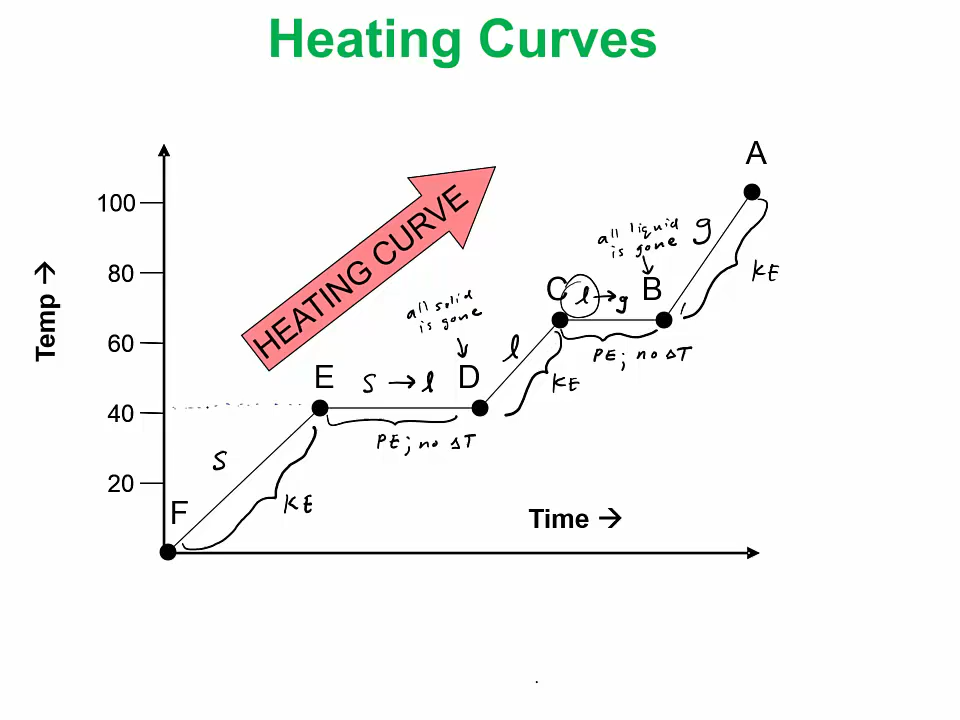 Heating Curves
A
100
HEATING CURVE
all liquid
is gone
g
80
Temp →
C
l → g
B
KE
all solid
is gone
60
l
PE; no ΔT
E
S → l
D
KE
40
PE; no ΔT
S
20
F
KE
Time →